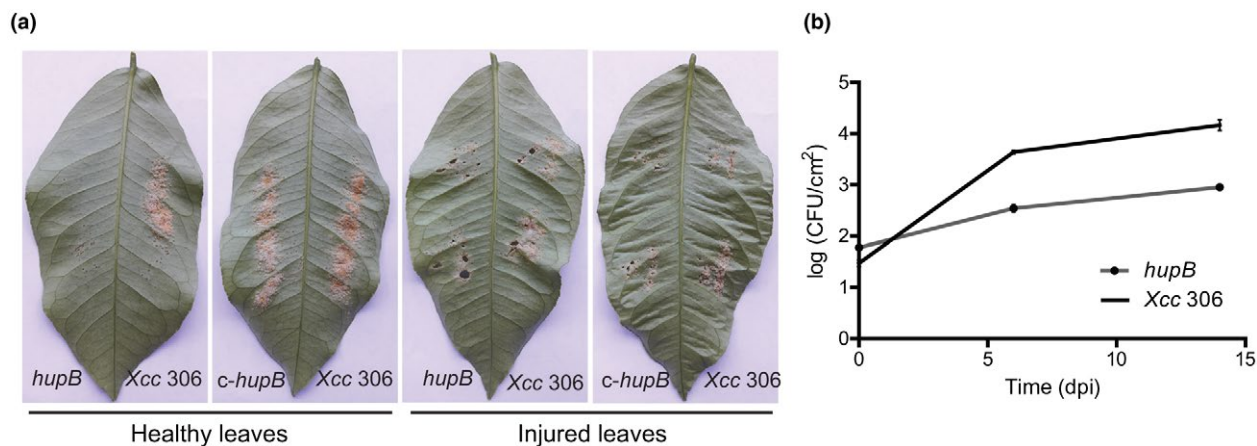 (a)
hupB
Xcc 306
c-hupB
Xcc 306
hupB
Xcc 306
c-hupB
Xcc 306
Healthy leaves
Injured leaves
(b)
log (CFU/cm²)
5
4
3
2
1
0
hupB
Xcc 306
0
5
10
15
Time (dpi)